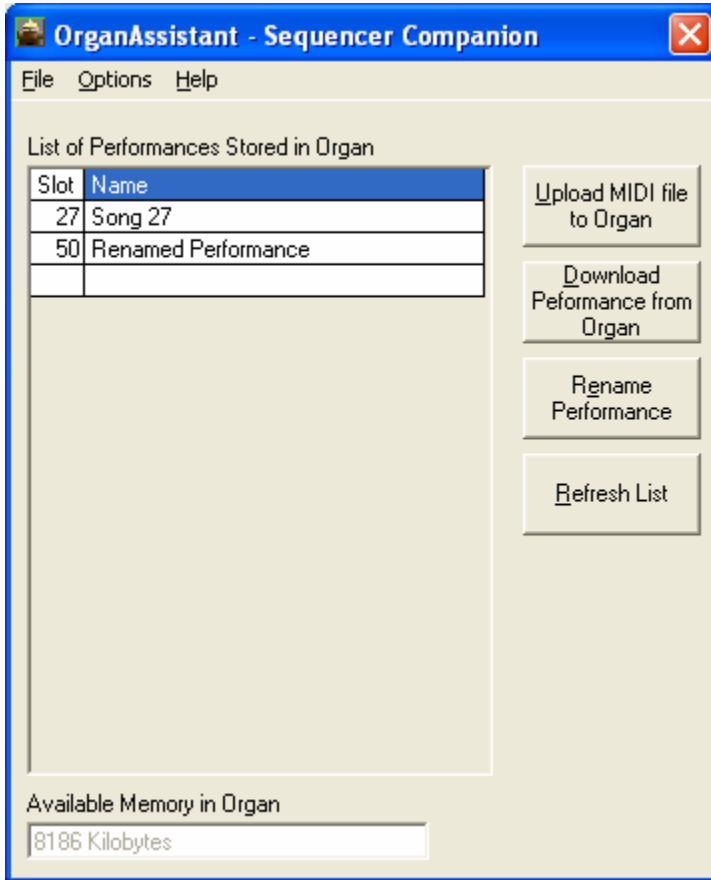 OrganAssistant - Sequencer Companion
File Options Help
List of Performances Stored in Organ
Slot Name
27 Song 27
50 Renamed Performance
Upload MIDI file
to Organ
Download
Peformance from
Organ
Rename
Performance
Refresh List
Available Memory in Organ
8186 Kilobytes